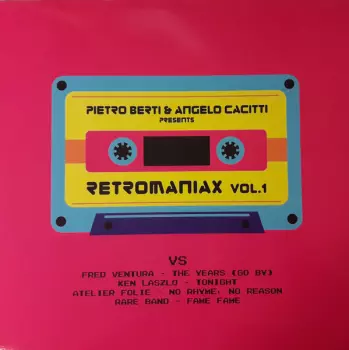 PIETRO BERTI & ANGELO CACITTI
PRESENTS
RETROMANIAX VOL.1
VS
FRED VENTURA - THE YEARS (GO BY)
KEN LASZLO - TONIGHT
ATELIER FOLIE - NO RHYME, NO REASON
RARE BAND - FAME FAME